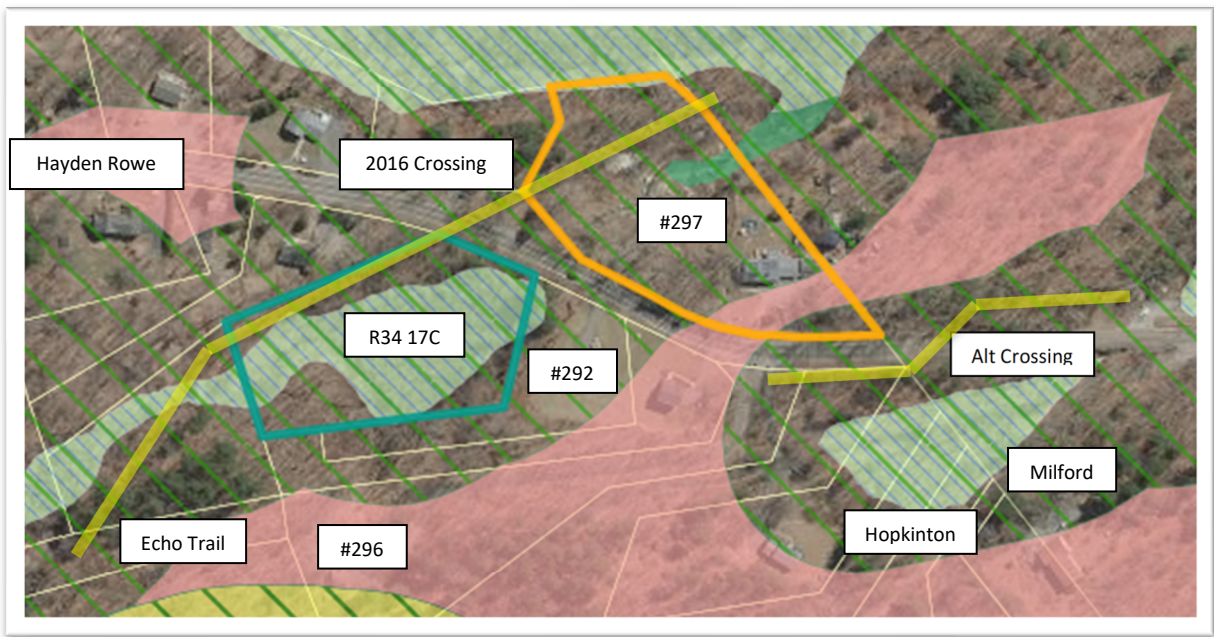 Hayden Rowe
2016 Crossing
#297
R34 17C
#292
Alt Crossing
Milford
Hopkinton
Echo Trail
#296